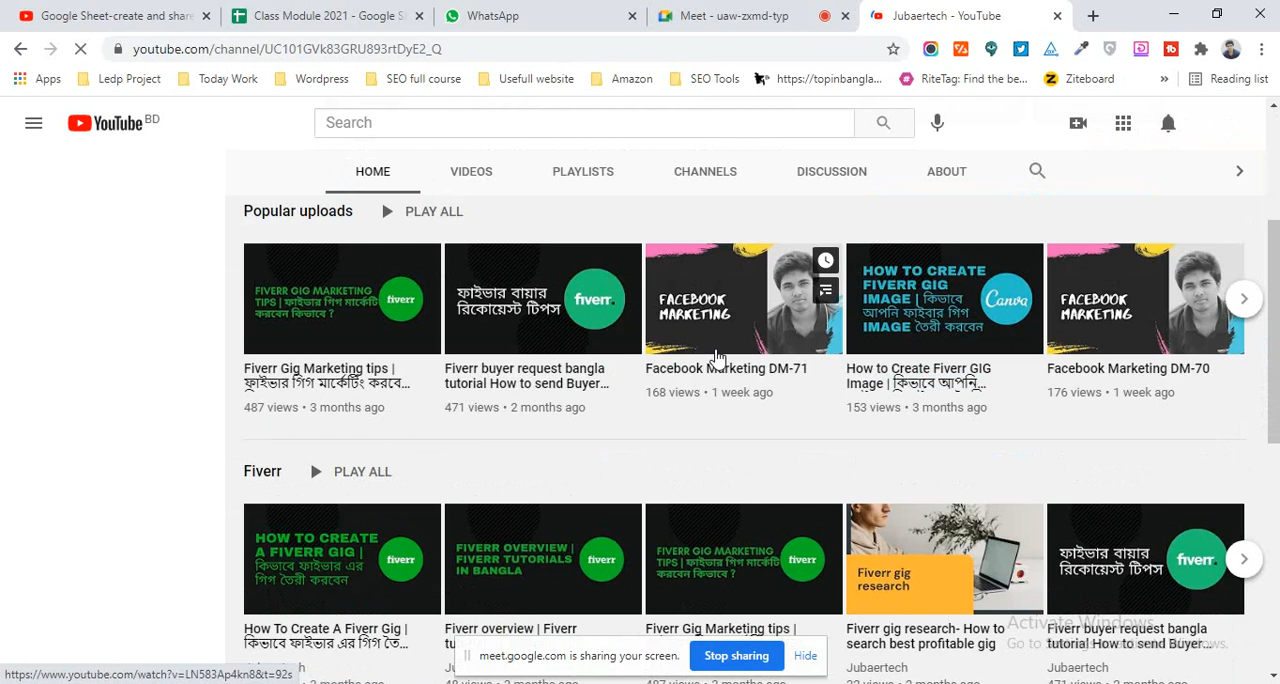 Google Sheet-create and share
Class Module 2021 - Google S
WhatsApp
Meet - uaw-zxmd-typ
Jubaertech - YouTube
youtube.com/channel/UC101GVk83GRU893rtDyE2_Q
Apps
Ledp Project
Today Work
Wordpress
SEO full course
Usefull website
Amazon
SEO Tools
https://topinbangla...
RiteTag: Find the be...
Ziteboard
Reading list
YouTube BD
Search
HOME
VIDEOS
PLAYLISTS
CHANNELS
DISCUSSION
ABOUT
Popular uploads
PLAY ALL
FIVERR GIG MARKETING
TIPS | ফাইভার গিগ মার্কেটিং
করবেন কিভাবে ?
fiverr
ফাইভার বায়ার
রিকোয়েস্ট টিপস
fiverr.
FACEBOOK
MARKETING
HOW TO CREATE
FIVERR GIG
IMAGE | কিভাবে
আপনি ফাইবার গিগ
IMAGE তৈরী করবেন
Canva
FACEBOOK
MARKETING
Fiverr Gig Marketing tips |
ফাইভার গিগ মার্কেটিং করবে...
487 views • 3 months ago
Fiverr buyer request bangla
tutorial How to send Buyer...
471 views • 2 months ago
Facebook Marketing DM-71
168 views • 1 week ago
How to Create Fiverr GIG
Image | কিভাবে আপনি...
153 views • 3 months ago
Facebook Marketing DM-70
176 views • 1 week ago
Fiverr
PLAY ALL
HOW TO CREATE
A FIVERR GIG |
কিভাবে ফাইভার এর
গিগ তৈরী করবেন
fiverr
FIVERR OVERVIEW |
FIVERR TUTORIALS
IN BANGLA
fiverr
FIVERR GIG MARKETING
TIPS | ফাইভার গিগ মার্কেটিং
করবেন কিভাবে ?
fiverr
Fiverr gig
research
ফাইভার বায়ার
রিকোয়েস্ট টিপস
fiverr.
How To Create A Fiverr Gig |
কিভাবে ফাইভার এর গিগ তৈ...
Jubaertech
3 months ago
Fiverr overview | Fiverr
Fiverr Gig Marketing tips |
Fiverr gig research- How to
search best profitable gig
Jubaertech
Fiverr buyer request bangla
tutorial How to send Buyer...
Jubaertech
Activate Windows
Go to Settings to activate Windows.
meet.google.com is sharing your screen.
Stop sharing
Hide
https://www.youtube.com/watch?v=LN583Ap4kn8&t=92s